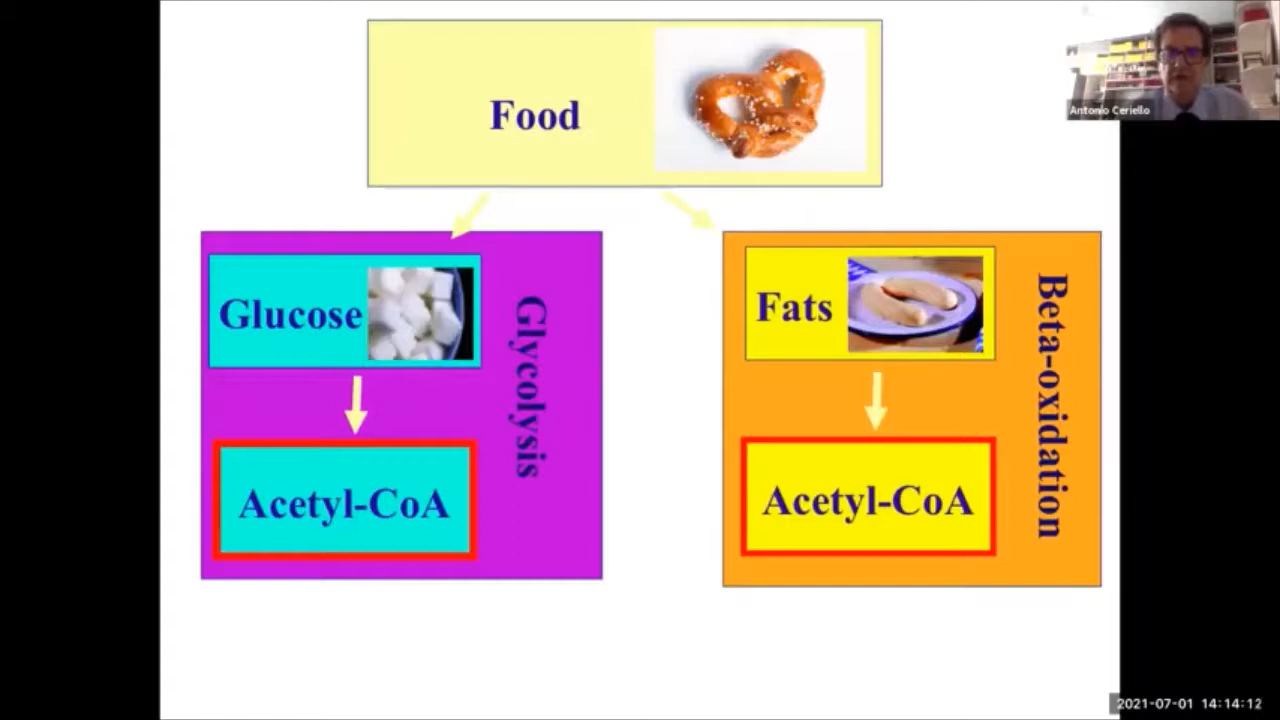 Food
Antonio Ceriello
Glucose
Glycolysis
Acetyl-CoA
Fats
Beta-oxidation
Acetyl-CoA
2021-07-01 14:14:12